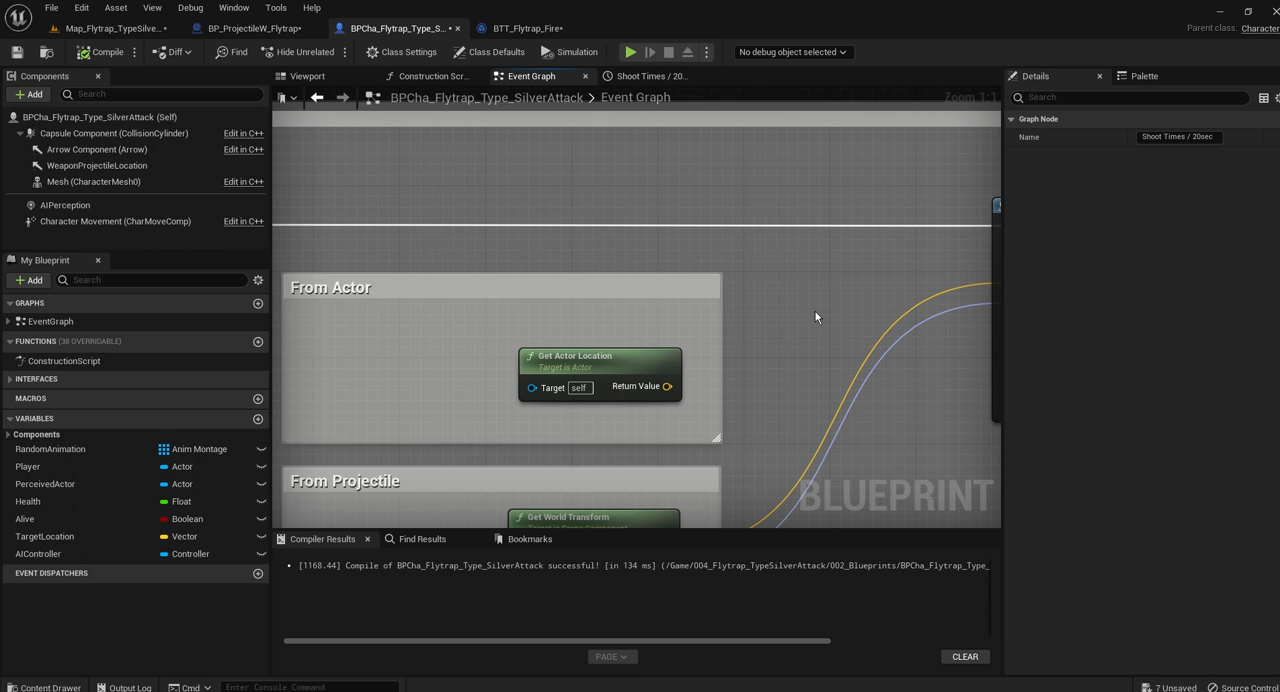 File Edit Asset View Debug Window Tools Help
Map_Flytrap_TypeSilve... • BP_ProjectileW_Flytrap• BPCha_Flytrap_Type_S... • BTT_Flytrap_Fire•
Parent class: Character
Compile Diff Find Hide Unrelated Class Settings Class Defaults Simulation No debug object selected
Components
Add Search
BPCha_Flytrap_Type_SilverAttack (Self)
Capsule Component (CollisionCylinder) Edit in C++
Arrow Component (Arrow) Edit in C++
WeaponProjectileLocation
Mesh (CharacterMesh0) Edit in C++
AIPerception
Character Movement (CharMoveComp) Edit in C++
My Blueprint
Add Search
GRAPHS
EventGraph
FUNCTIONS (38 OVERRIDABLE)
ConstructionScript
INTERFACES
MACROS
VARIABLES
Components
RandomAnimation Anim Montage
Player Actor
PerceivedActor Actor
Health Float
Alive Boolean
TargetLocation Vector
AIController Controller
EVENT DISPATCHERS
Viewport Construction Scr... Event Graph Shoot Times / 20...
BPCha_Flytrap_Type_SilverAttack > Event Graph Zoom 1:1
From Actor
Get Actor Location
Target is Actor
Target self Return Value
From Projectile
Get World Transform
Target is Scene Component
BLUEPRINT
Compiler Results Find Results Bookmarks
[1168.44] Compile of BPCha_Flytrap_Type_SilverAttack successful! [in 134 ms] (/Game/004_Flytrap_TypeSilverAttack/002_Blueprints/BPCha_Flytrap_Type_
PAGE CLEAR
Details Palette
Search
Graph Node
Name Shoot Times / 20sec
Content Drawer Output Log Cmd Enter Console Command 7 Unsaved Source Control